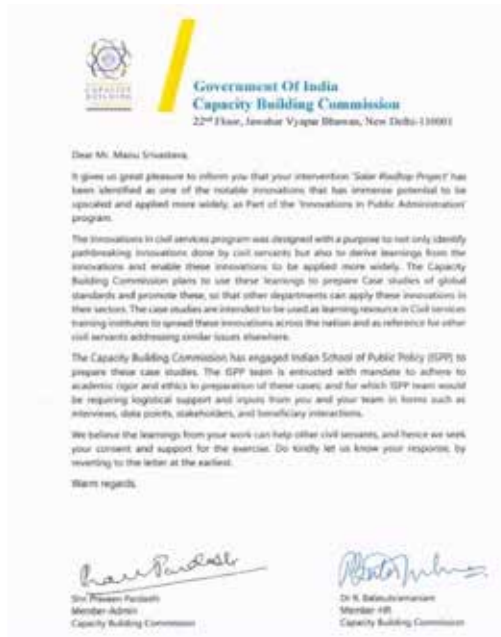 CAPACITY
BUILDING
Government Of India
Capacity Building Commission
22nd Floor, Jawahar Vyapar Bhawan, New Delhi-110001
Dear Mr. Manu Srivastava,
It gives us great pleasure to inform you that your intervention 'Solar Rooftop Project' has
been identified as one of the notable innovations that has immense potential to be
upscaled and applied more widely, as Part of the 'Innovations in Public Administration'
program.
The Innovations in civil services program was designed with a purpose to not only identify
pathbreaking innovations done by civil servants but also to derive learnings from the
innovations and enable these innovations to be applied more widely. The Capacity
Building Commission plans to use these learnings to prepare Case studies of global
standards and promote these, so that other departments can apply these innovations in
their sectors. The case studies are intended to be used as learning resource in Civil services
training institutes to spread these innovations across the nation and as reference for other
civil servants addressing similar issues elsewhere.
The Capacity Building Commission has engaged Indian School of Public Policy (ISPP) to
prepare these case studies. The ISPP team is entrusted with mandate to adhere to
academic rigor and ethics in preparation of these cases; and for which ISPP team would
be requiring logistical support and inputs from you and your team in forms such as
interviews, data points, stakeholders, and beneficiary interactions.
We believe the learnings from your work can help other civil servants, and hence we seek
your consent and support for the exercise. Do kindly let us know your response, by
reverting to the letter at the earliest.
Warm regards,
Shri Praveen Pardeshi
Member-Admin
Capacity Building Commission
Dr R. Balasubramaniam
Member-HR
Capacity Building Commission